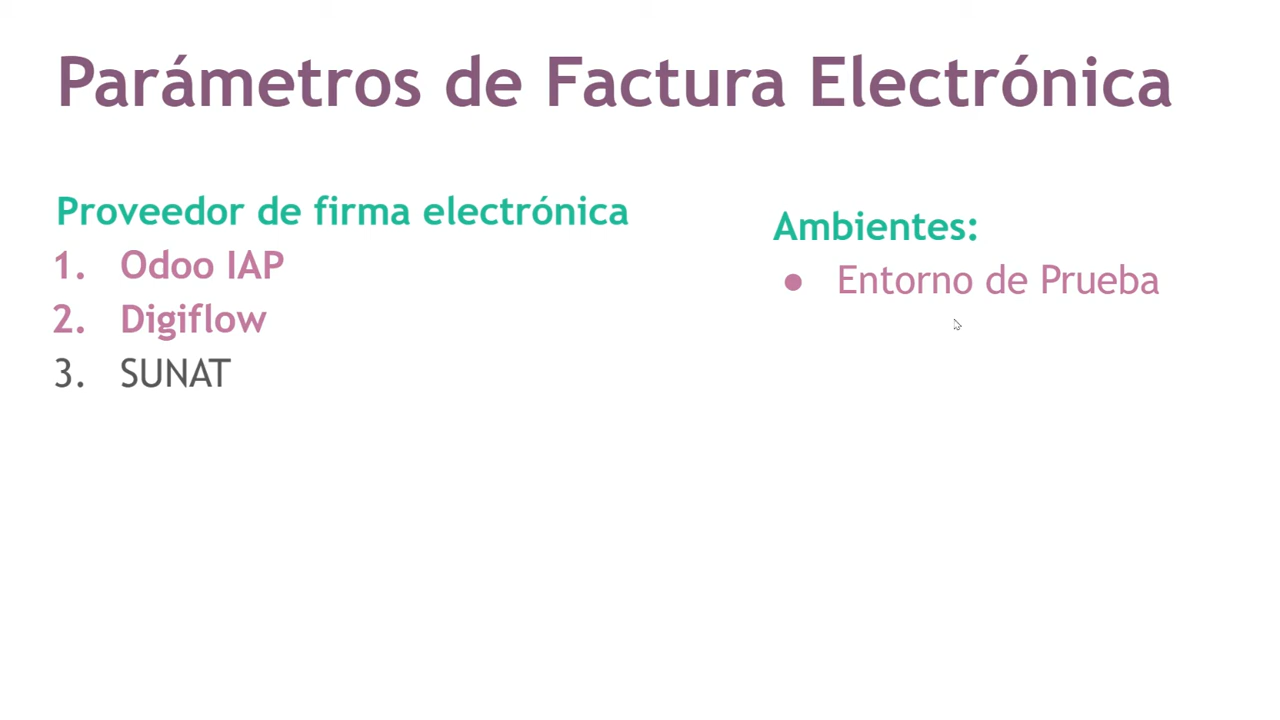 Parámetros de Factura Electrónica
Proveedor de firma electrónica
1. Odoo IAP
2. Digiflow
3. SUNAT
Ambientes:
● Entorno de Prueba